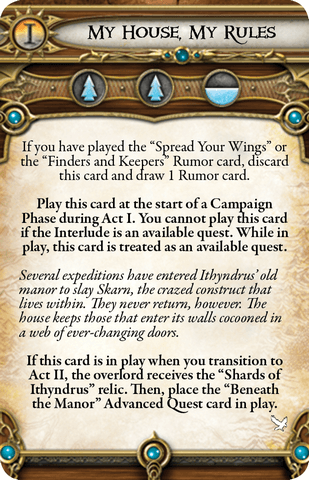 I
My House, My Rules
If you have played the “Spread Your Wings” or
the “Finders and Keepers” Rumor card, discard
this card and draw 1 Rumor card.
Play this card at the start of a Campaign
Phase during Act I. You cannot play this card
if the Interlude is an available quest. While in
play, this card is treated as an available quest.
Several expeditions have entered Ithyndrus’ old
manor to slay Skarn, the crazed construct that
lives within. They never return, however. The
house keeps those that enter its walls cocooned in
a web of ever-changing doors.
If this card is in play when you transition to
Act II, the overlord receives the “Shards of
Ithyndrus” relic. Then, place the “Beneath
the Manor” Advanced Quest card in play.